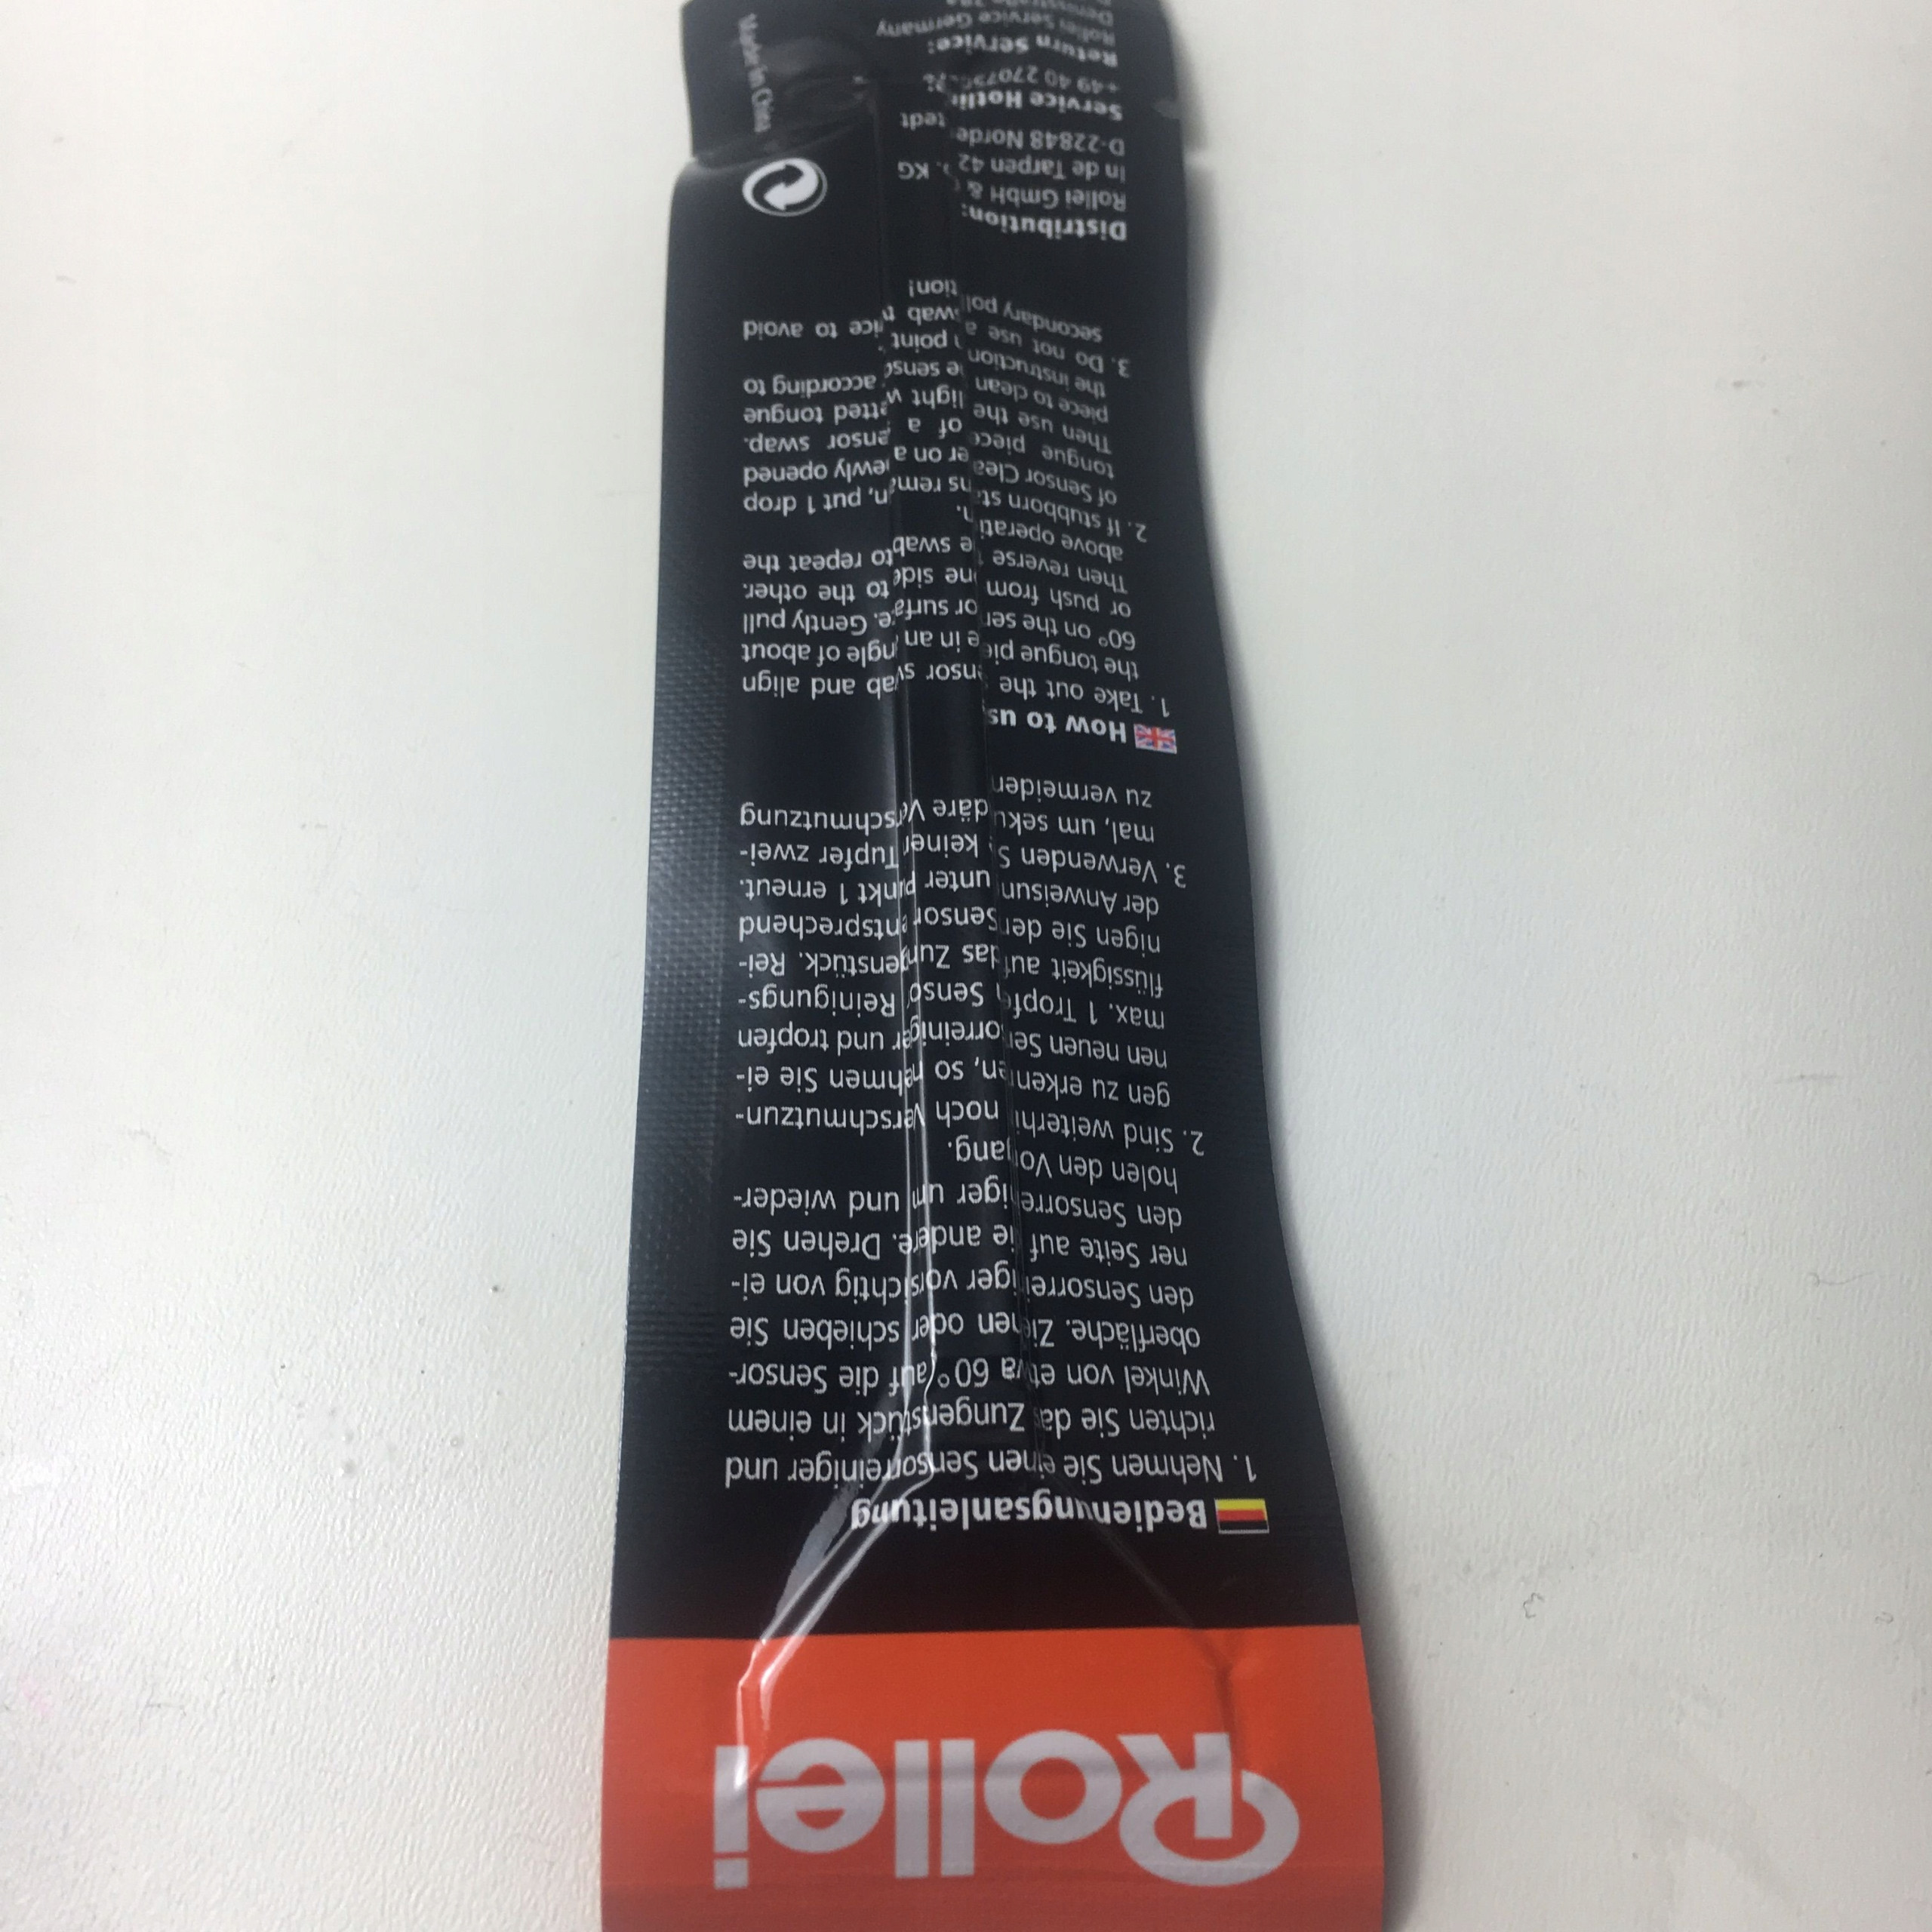 Rollei
Bedienungsanleitung
1. Nehmen Sie einen Sensorreiniger und
richten Sie das Zungenstück in einem
Winkel von etwa 60° auf die Sensor-
oberfläche. Ziehen oder schieben Sie
den Sensorreiniger vorsichtig von ei-
ner Seite auf die andere. Drehen Sie
den Sensorreiniger um und wieder-
holen den Vorgang.
2. Sind weiterhin noch Verschmutzun-
gen zu erkennen, so nehmen Sie ei-
nen neuen Sensorreiniger und tropfen
max. 1 Tropfen Sensor Reinigungs-
flüssigkeit auf das Zungenstück. Rei-
nigen Sie den Sensor entsprechend
der Anweisung unter Punkt 1 erneut.
3. Verwenden Sie keinen Tupfer zwei-
mal, um sekundäre Verschmutzung
zu vermeiden
How to us
1. Take out the sensor swab and align
the tongue piece in an angle of about
60° on the sensor surface. Gently pull
or push from one side to the other.
Then reverse the swab to repeat the
above operation.
2. If stubborn stains remain, put 1 drop
of Sensor Cleaner on a newly opened
tongue piece of a sensor swap.
Then use the light wetted tongue
piece to clean the sensor according to
the instruction in point
3. Do not use a swab twice to avoid
secondary pollution!
Distribution:
Rollei GmbH & Co. KG
In de Tarpen 42
D-22848 Norderstedt
Service Hotline
+49 40
Return Service:
Rollei Service Germany
Made in China